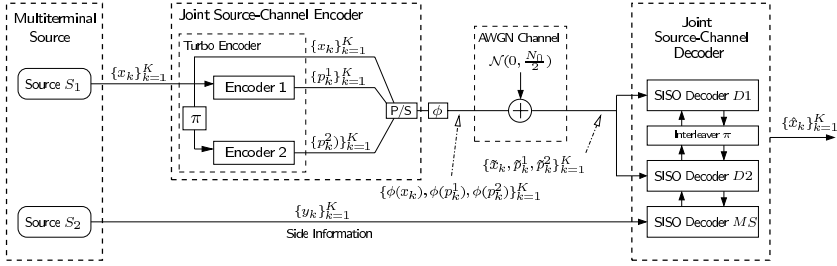 Multiterminal
Source
Joint Source-Channel Encoder
Joint
Source-Channel
Decoder
Turbo Encoder
AWGN Channel
𝒩(0, N₀/2)
{x_k}_{k=1}^K
Source S₁
{x_k}_{k=1}^K
Encoder 1
{p_k^1}_{k=1}^K
π
P/S
ϕ
+
SISO Decoder D1
Interleaver π
{x̂_k}_{k=1}^K
Encoder 2
{p_k^2)}_{k=1}^K
{x̃_k, p̃_k^1, p̃_k^2}_{k=1}^K
SISO Decoder D2
{ϕ(x_k), ϕ(p_k^1), ϕ(p_k^2)}_{k=1}^K
Source S₂
{y_k}_{k=1}^K
Side Information
SISO Decoder MS